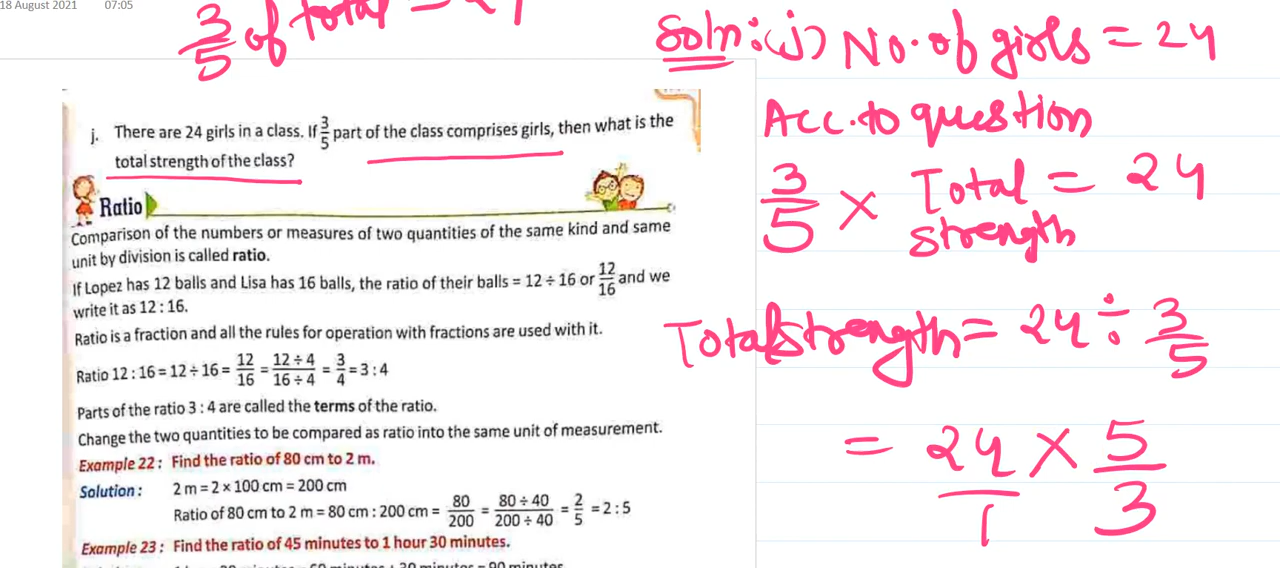 18 August 2021 07:05
3/5 of total = 24
j. There are 24 girls in a class. If 3/5 part of the class comprises girls, then what is the
total strength of the class?
Ratio
Comparison of the numbers or measures of two quantities of the same kind and same
unit by division is called ratio.
If Lopez has 12 balls and Lisa has 16 balls, the ratio of their balls = 12 ÷ 16 or 12/16 and we
write it as 12 : 16.
Ratio is a fraction and all the rules for operation with fractions are used with it.
Ratio 12 : 16 = 12 ÷ 16 = 12/16 = 12 ÷ 4/16 ÷ 4 = 3/4 = 3 : 4
Parts of the ratio 3 : 4 are called the terms of the ratio.
Change the two quantities to be compared as ratio into the same unit of measurement.
Example 22 : Find the ratio of 80 cm to 2 m.
Solution : 2 m = 2 × 100 cm = 200 cm
Ratio of 80 cm to 2 m = 80 cm : 200 cm = 80/200 = 80 ÷ 40/200 ÷ 40 = 2/5 = 2 : 5
Example 23 : Find the ratio of 45 minutes to 1 hour 30 minutes.
Soln : (j) No. of girls = 24
Acc. to question
3/5 × Total = 24
strength
Total strength = 24 ÷ 3/5
= 24/1 × 5/3